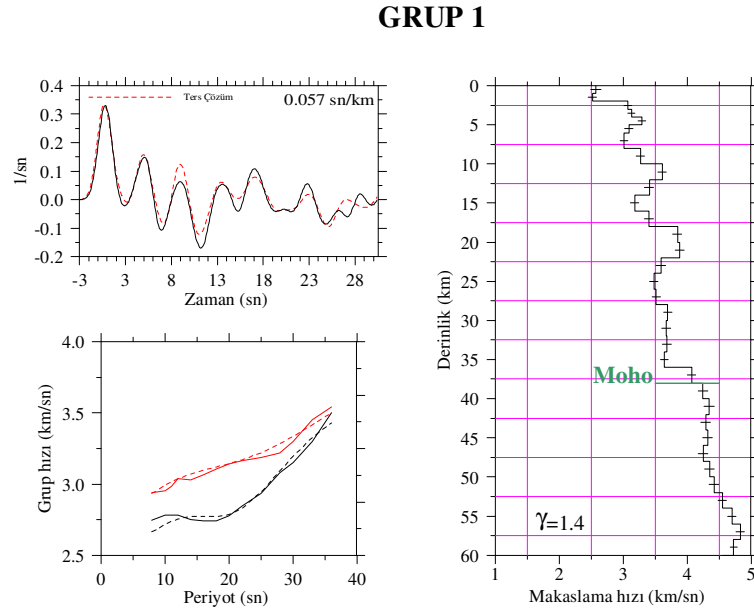 GRUP 1
0.4
0.3
0.2
0.1
0.0
-0.1
-0.2
1/sn
Ters Çözüm
0.057 sn/km
-3 3 8 13 18 23 28
Zaman (sn)
4.0
3.5
3.0
2.5
Grup hızı (km/sn)
0 10 20 30 40
Periyot (sn)
0
5
10
15
20
25
30
35
40
45
50
55
60
Derinlik (km)
Moho
γ=1.4
1 2 3 4 5
Makaslama hızı (km/sn)